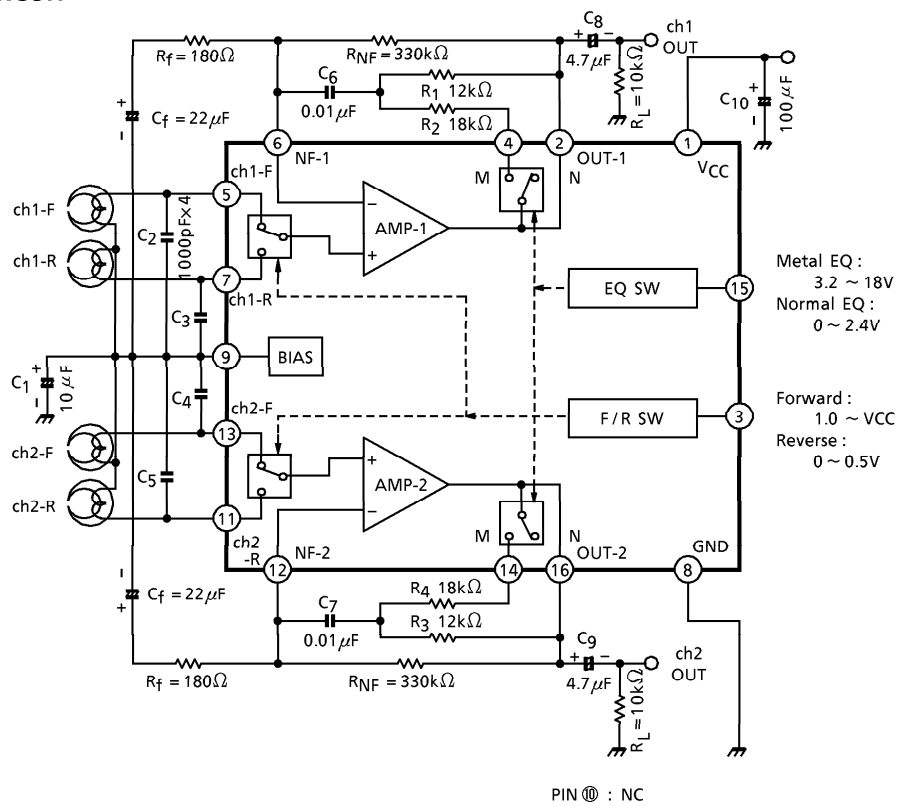 C8
ch1
OUT
+ −
4.7μF
Rf = 180Ω
RNF = 330kΩ
RL = 10kΩ
C6
0.01μF
R1 12kΩ
R2 18kΩ
C10
+
-
100μF
+
-
Cf = 22μF
6
NF-1
4
2
OUT-1
1
VCC
M
N
ch1-F
5
ch1-F
C2
1000pF×4
ch1-R
7
ch1-R
C3
−
+
AMP-1
EQ SW
15
Metal EQ :
3.2 ~ 18V
Normal EQ :
0 ~ 2.4V
C1
+
-
10μF
9
BIAS
C4
F/R SW
3
Forward :
1.0 ~ VCC
Reverse :
0 ~ 0.5V
ch2-F
13
ch2-F
C5
ch2-R
11
ch2
-R
+
−
AMP-2
M
N
12
NF-2
14
16
OUT-2
8
GND
-
+
Cf = 22μF
C7
0.01μF
R4 18kΩ
R3 12kΩ
C9
+ −
4.7μF
ch2
OUT
Rf = 180Ω
RNF = 330kΩ
RL = 10kΩ
PIN ⑩ : NC